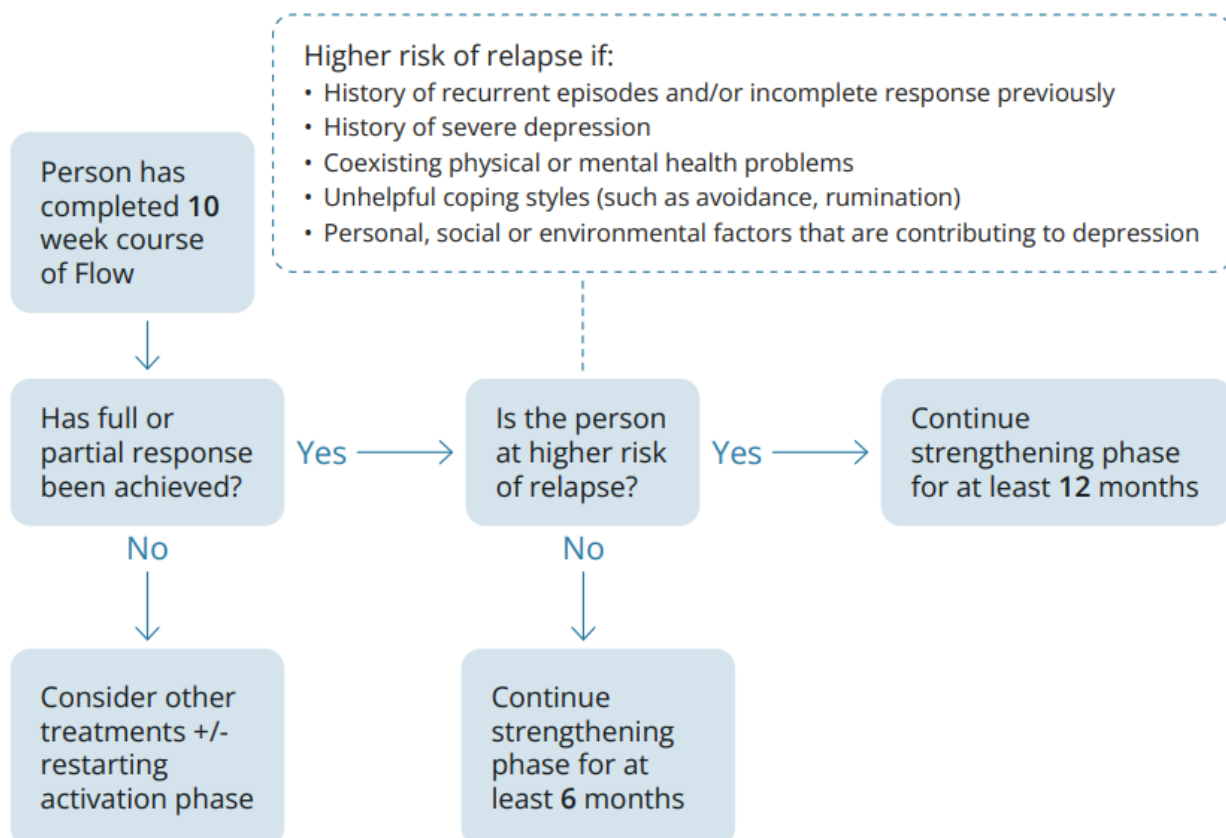 Higher risk of relapse if:
• History of recurrent episodes and/or incomplete response previously
• History of severe depression
• Coexisting physical or mental health problems
• Unhelpful coping styles (such as avoidance, rumination)
• Personal, social or environmental factors that are contributing to depression
Person has
completed 10
week course
of Flow
Has full or
partial response
been achieved?
Yes
Is the person
at higher risk
of relapse?
Yes
Continue
strengthening phase
for at least 12 months
No
No
Consider other
treatments +/-
restarting
activation phase
Continue
strengthening
phase for at
least 6 months